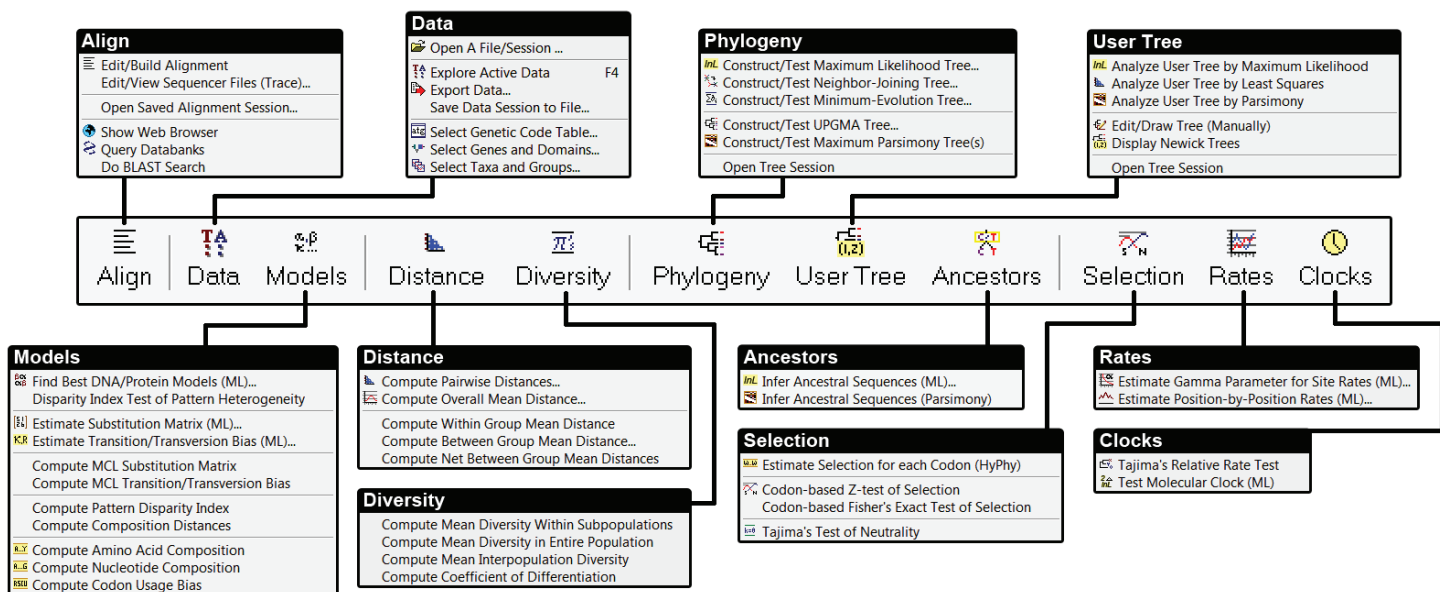 Align
Edit/Build Alignment
Edit/View Sequencer Files (Trace)...
Open Saved Alignment Session...
Show Web Browser
Query Databanks
Do BLAST Search
Data
Open A File/Session ...
Explore Active Data F4
Export Data...
Save Data Session to File...
Select Genetic Code Table...
Select Genes and Domains...
Select Taxa and Groups...
Phylogeny
Construct/Test Maximum Likelihood Tree...
Construct/Test Neighbor-Joining Tree...
Construct/Test Minimum-Evolution Tree...
Construct/Test UPGMA Tree...
Construct/Test Maximum Parsimony Tree(s)
Open Tree Session
User Tree
Analyze User Tree by Maximum Likelihood
Analyze User Tree by Least Squares
Analyze User Tree by Parsimony
Edit/Draw Tree (Manually)
Display Newick Trees
Open Tree Session
Align Data Models Distance Diversity Phylogeny User Tree Ancestors Selection Rates Clocks
Models
Find Best DNA/Protein Models (ML)...
Disparity Index Test of Pattern Heterogeneity
Estimate Substitution Matrix (ML)...
Estimate Transition/Transversion Bias (ML)...
Compute MCL Substitution Matrix
Compute MCL Transition/Transversion Bias
Compute Pattern Disparity Index
Compute Composition Distances
Compute Amino Acid Composition
Compute Nucleotide Composition
Compute Codon Usage Bias
Distance
Compute Pairwise Distances...
Compute Overall Mean Distance...
Compute Within Group Mean Distance
Compute Between Group Mean Distance...
Compute Net Between Group Mean Distances
Diversity
Compute Mean Diversity Within Subpopulations
Compute Mean Diversity in Entire Population
Compute Mean Interpopulation Diversity
Compute Coefficient of Differentiation
Ancestors
Infer Ancestral Sequences (ML)...
Infer Ancestral Sequences (Parsimony)
Selection
Estimate Selection for each Codon (HyPhy)
Codon-based Z-test of Selection
Codon-based Fisher's Exact Test of Selection
Tajima's Test of Neutrality
Rates
Estimate Gamma Parameter for Site Rates (ML)...
Estimate Position-by-Position Rates (ML)...
Clocks
Tajima's Relative Rate Test
Test Molecular Clock (ML)